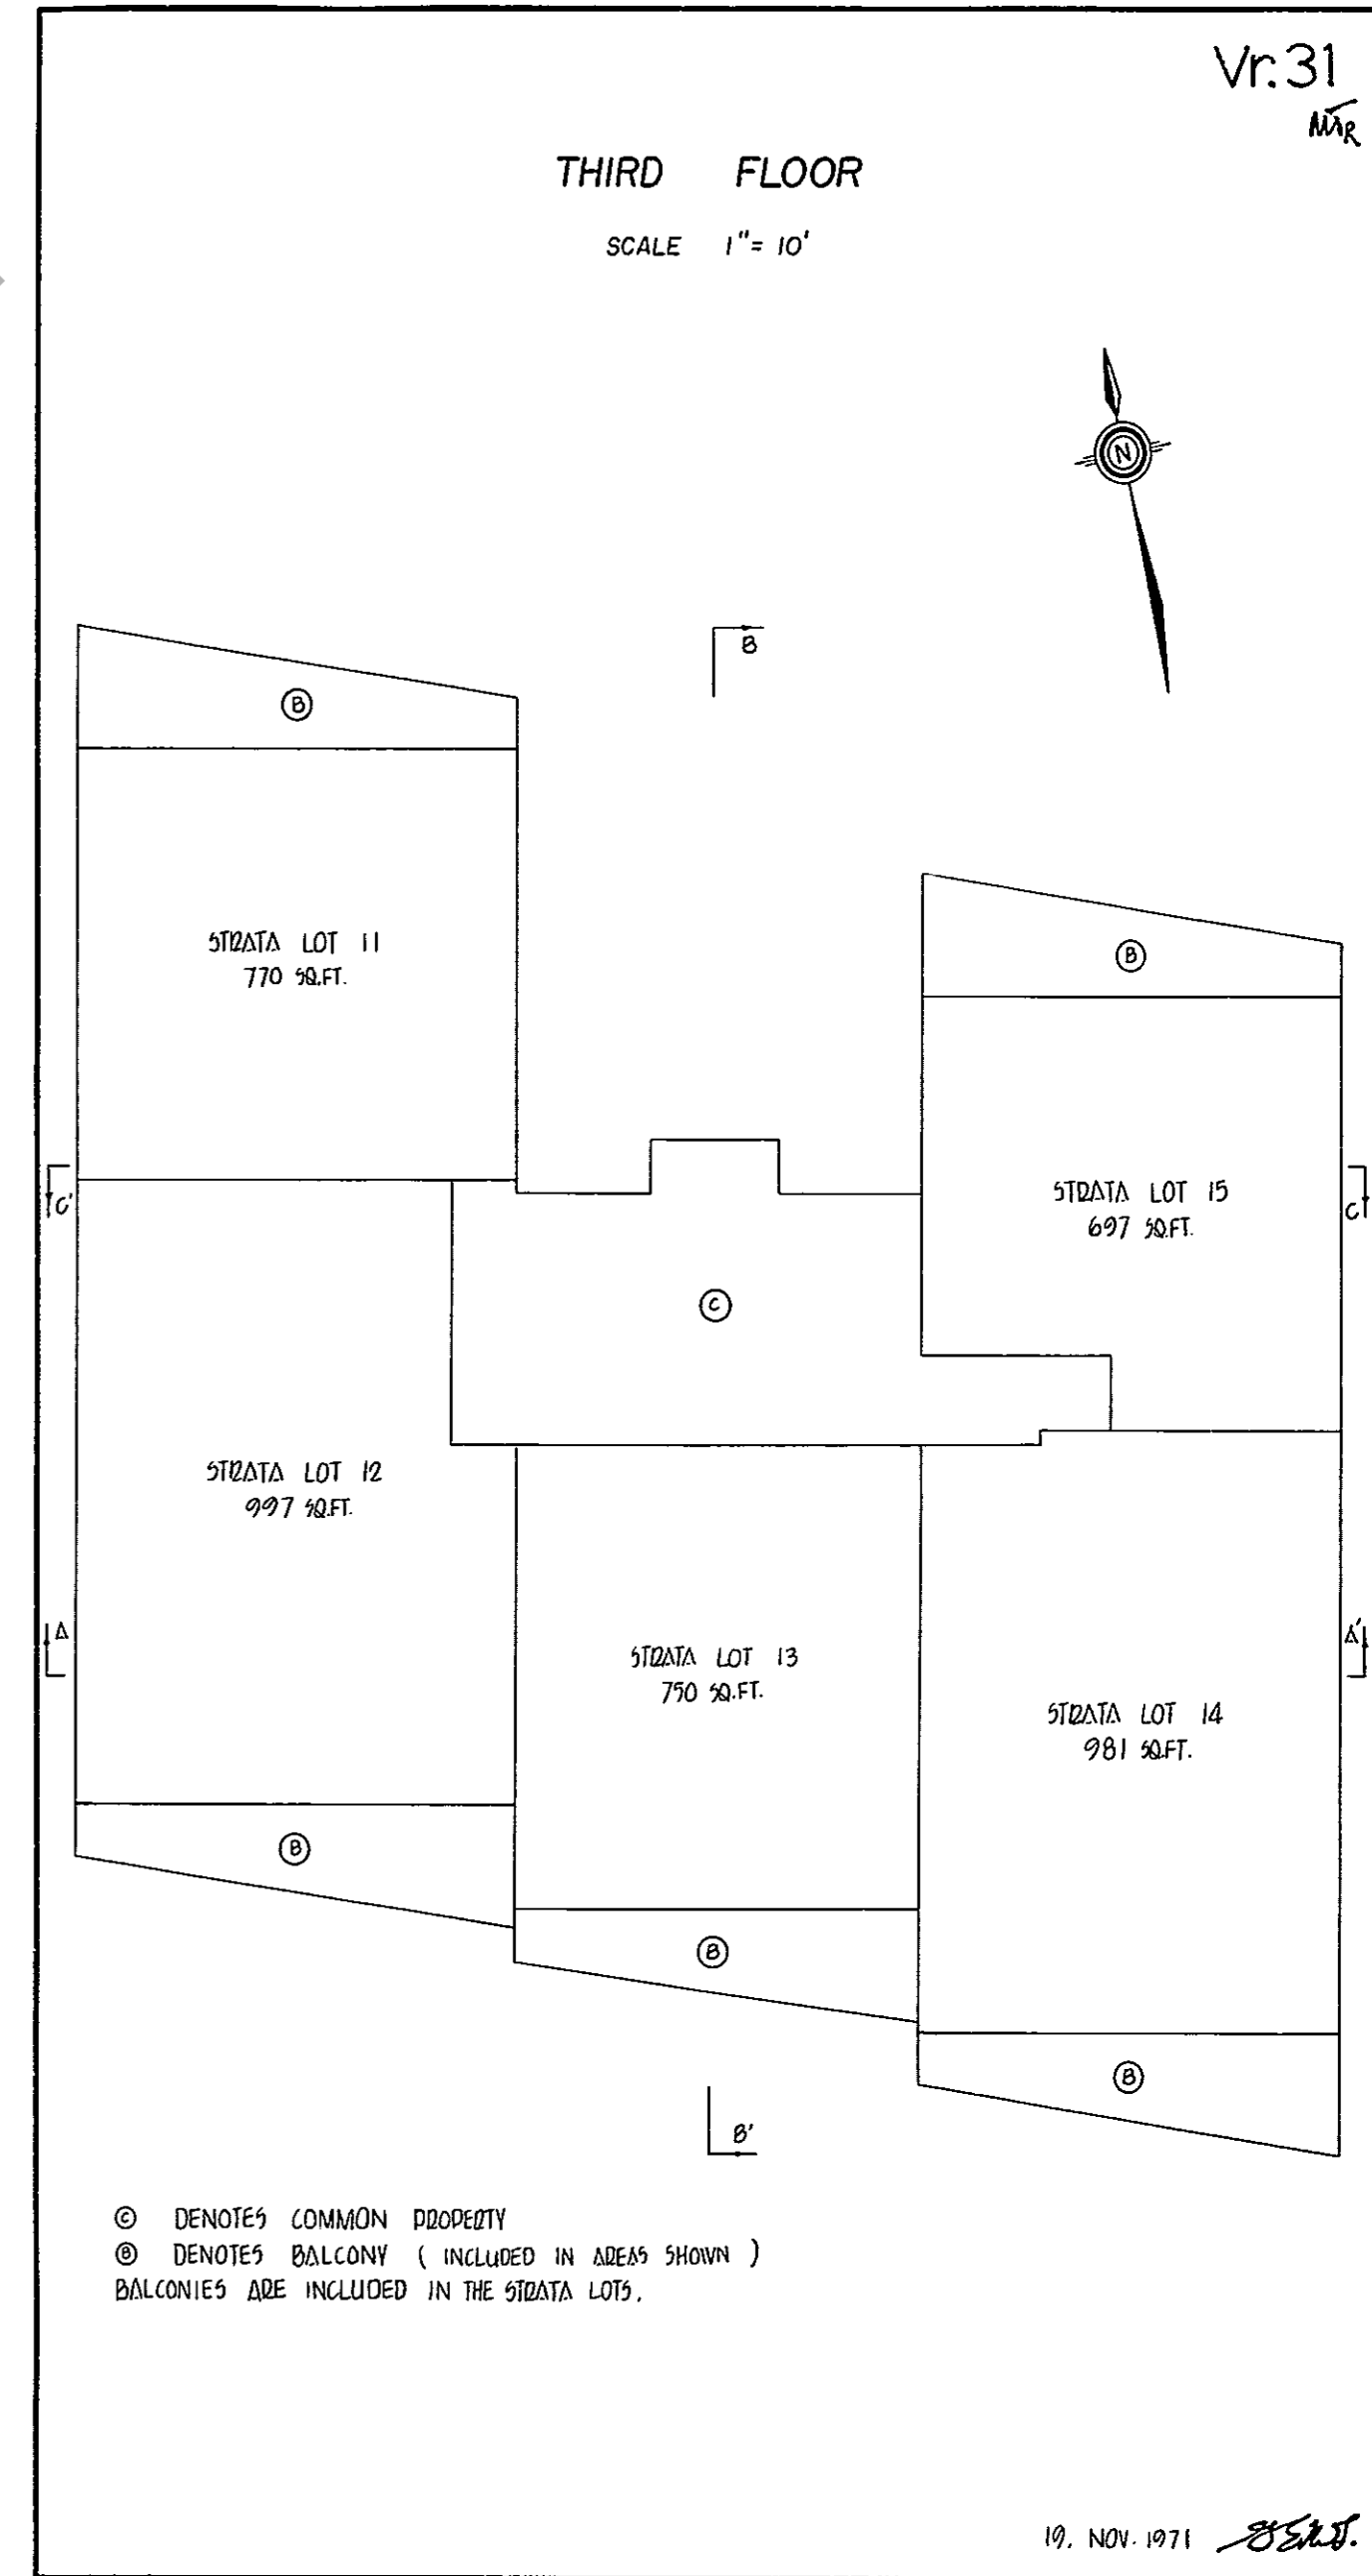 Vr. 31
THIRD FLOOR
SCALE 1" = 10'
N
B
B
STRATA LOT 11
770 SQ.FT.
B
C'
STRATA LOT 15
697 SQ.FT.
C
C
STRATA LOT 12
997 SQ.FT.
A
STRATA LOT 13
750 SQ.FT.
A'
STRATA LOT 14
981 SQ.FT.
B
B
B
B'
C DENOTES COMMON PROPERTY
B DENOTES BALCONY ( INCLUDED IN AREAS SHOWN )
BALCONIES ARE INCLUDED IN THE STRATA LOTS.
19. NOV. 1971